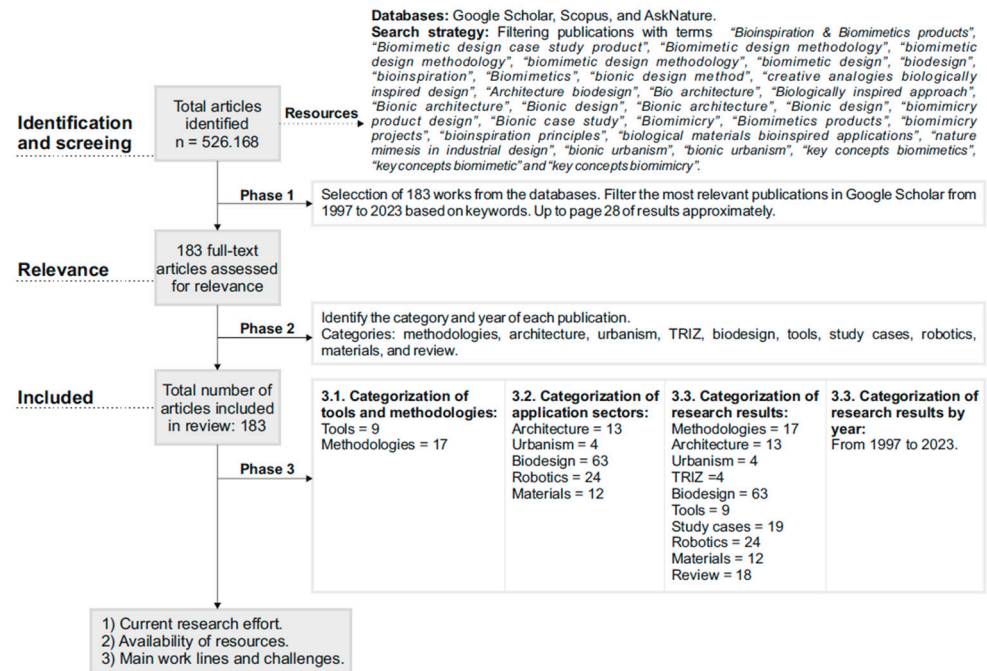 Databases: Google Scholar, Scopus, and AskNature.
Search strategy: Filtering publications with terms “Bioinspiration & Biomimetics products”,
“Biomimetic design case study product”, “Biomimetic design methodology”, “biomimetic
design methodology”, “biomimetic design methodology”, “biomimetic design”, “biodesign”,
“bioinspiration”, “Biomimetics”, “bionic design method”, “creative analogies biologically
inspired design”, “Architecture biodesign”, “Bio architecture”, “Biologically inspired approach”,
“Bionic architecture”, “Bionic design”, “Bionic architecture”, “Bionic design”, “biomimicry
product design”, “Bionic case study”, “Biomimicry”, “Biomimetics products”, “biomimicry
projects”, “bioinspiration principles”, “biological materials bioinspired applications”, “nature
mimesis in industrial design”, “bionic urbanism”, “bionic urbanism”, “key concepts biomimetics”,
“key concepts biomimetic” and “key concepts biomimicry”.
Identification
and screeing
Total articles
identified
n = 526.168
Resources
Phase 1
Selecction of 183 works from the databases. Filter the most relevant publications in Google Scholar from
1997 to 2023 based on keywords. Up to page 28 of results approximately.
Relevance
183 full-text
articles assessed
for relevance
Phase 2
Identify the category and year of each publication.
Categories: methodologies, architecture, urbanism, TRIZ, biodesign, tools, study cases, robotics,
materials, and review.
Included
Total number of
articles included
in review: 183
Phase 3
3.1. Categorization of
tools and methodologies:
Tools = 9
Methodologies = 17
3.2. Categorization of
application sectors:
Architecture = 13
Urbanism = 4
Biodesign = 63
Robotics = 24
Materials = 12
3.3. Categorization of
research results:
Methodologies = 17
Architecture = 13
Urbanism = 4
TRIZ =4
Biodesign = 63
Tools = 9
Study cases = 19
Robotics = 24
Materials = 12
Review = 18
3.3. Categorization of
research results by
year:
From 1997 to 2023.
1) Current research effort.
2) Availability of resources.
3) Main work lines and challenges.